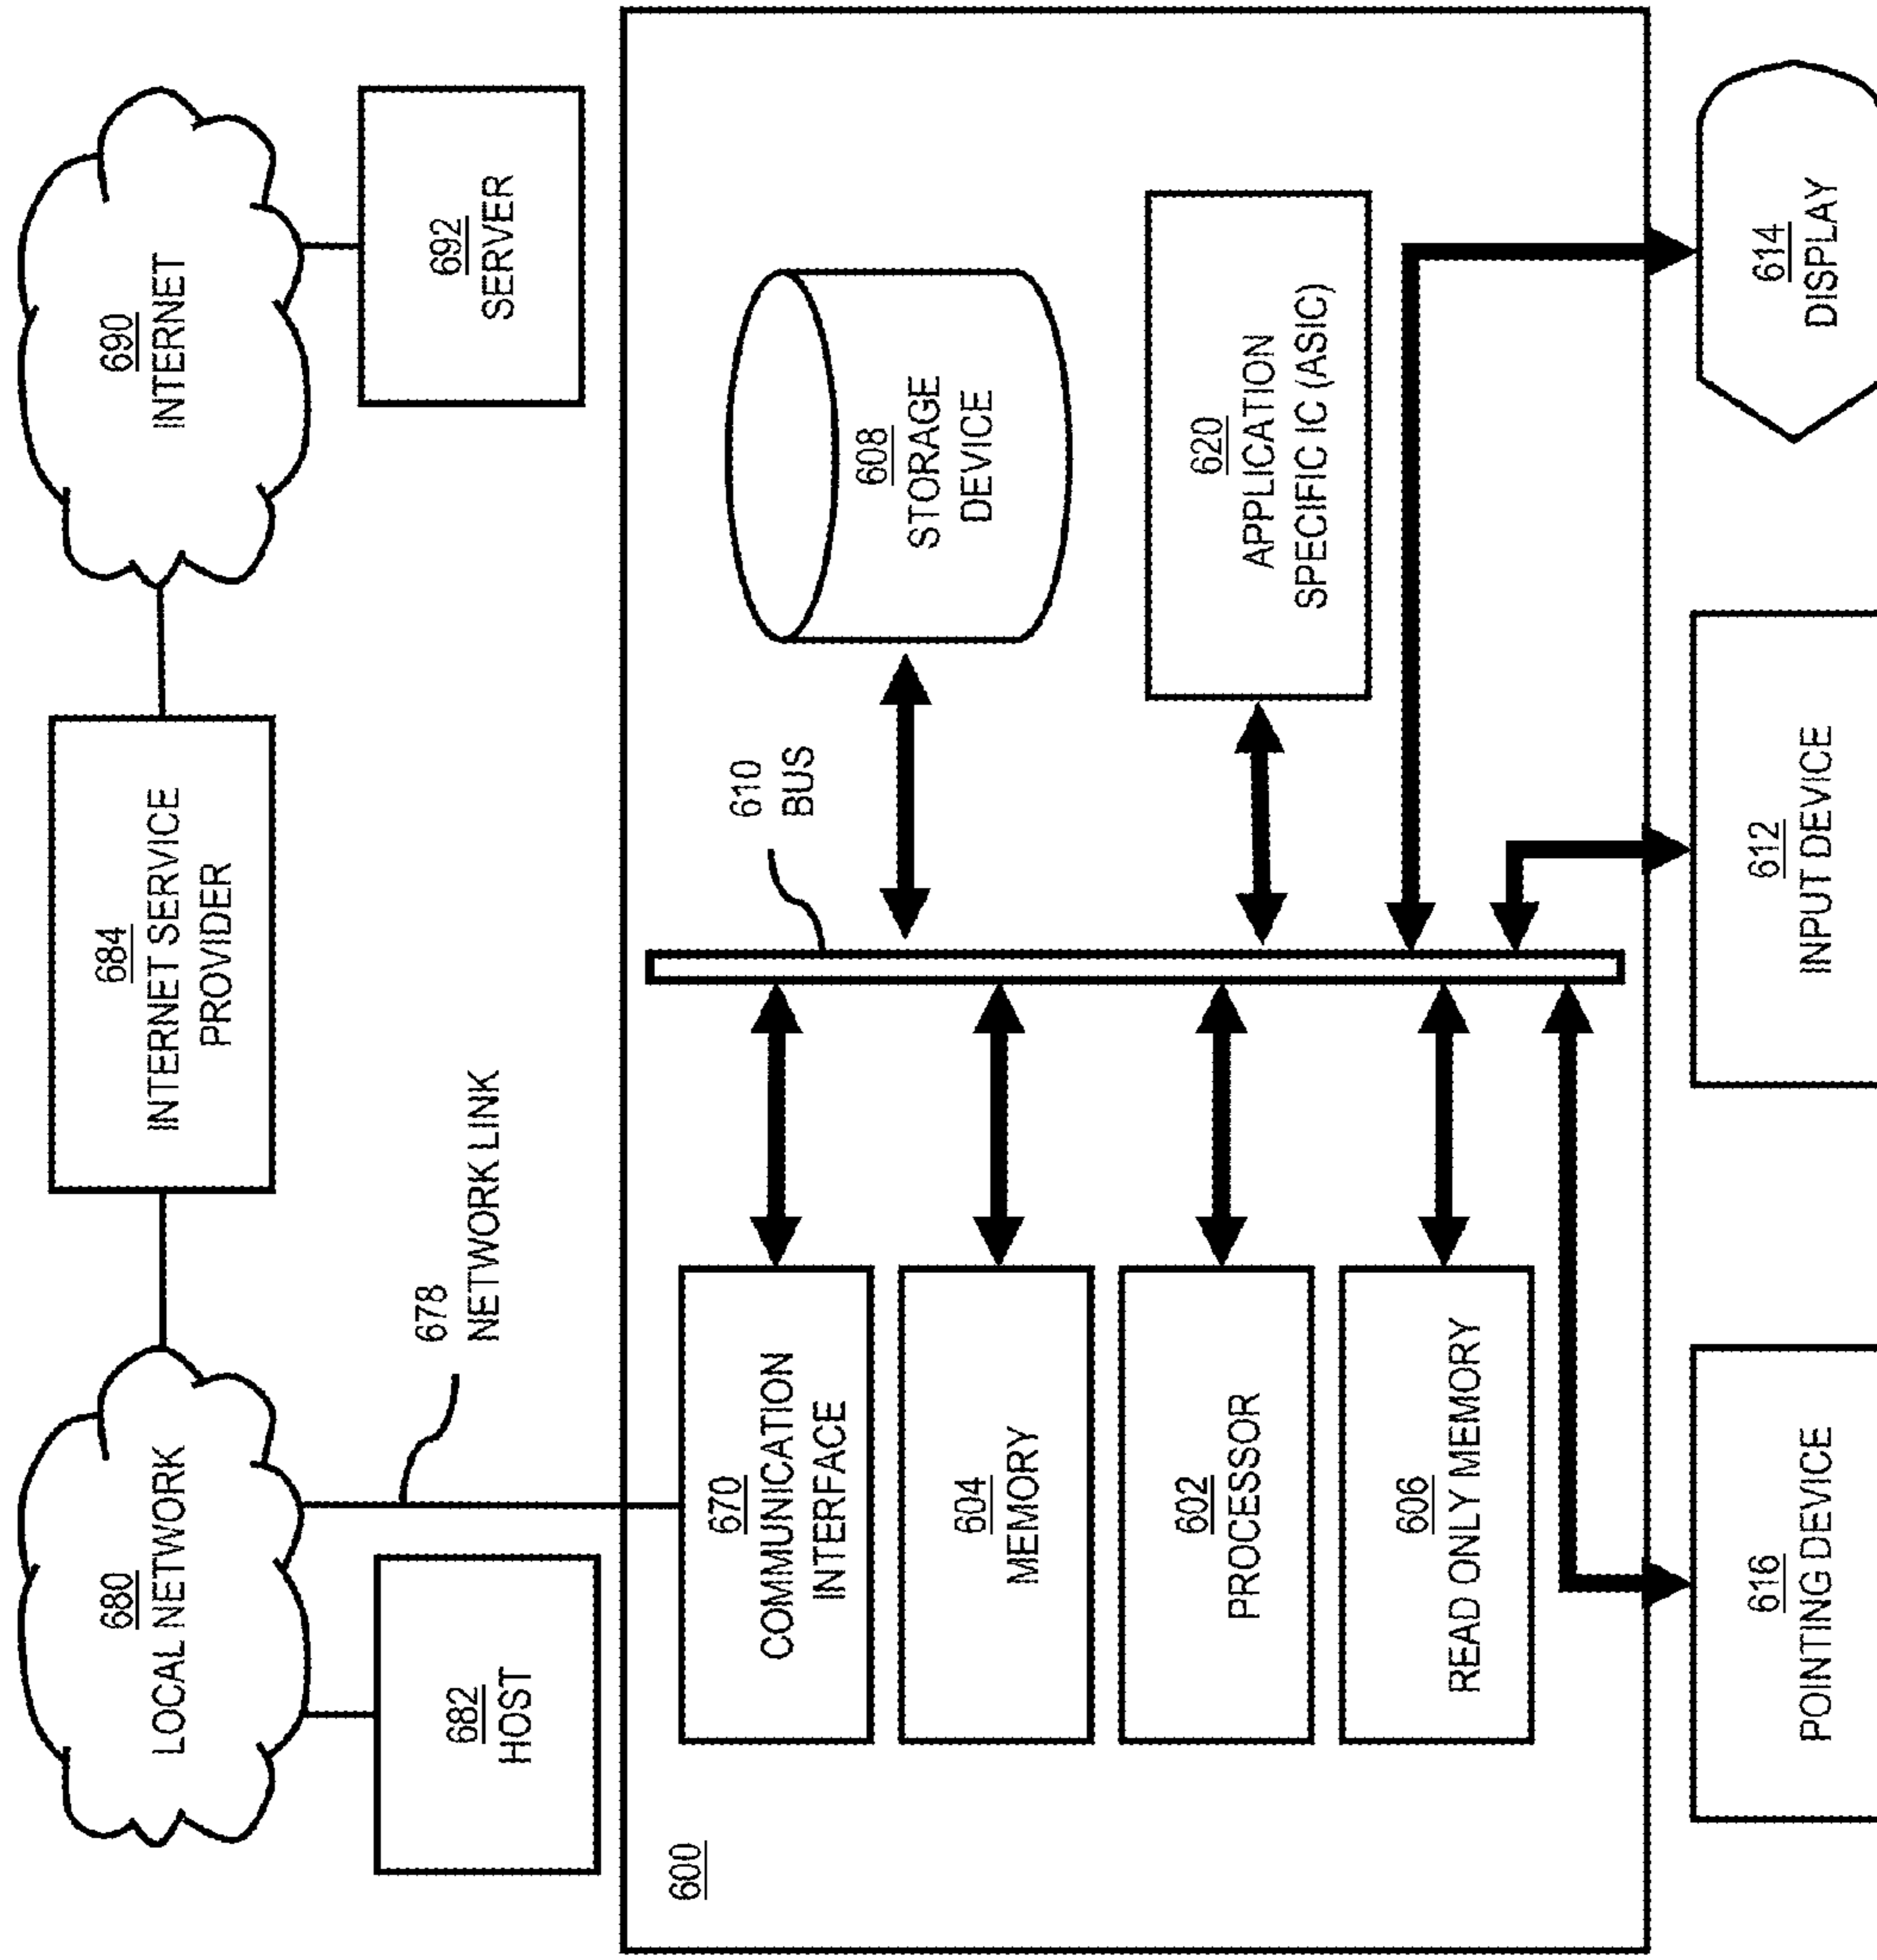 680
LOCAL NETWORK
684
INTERNET SERVICE
PROVIDER
690
INTERNET
682
HOST
678
NETWORK LINK
692
SERVER
600
670
COMMUNICATION
INTERFACE
604
MEMORY
602
PROCESSOR
606
READ ONLY MEMORY
610
BUS
608
STORAGE
DEVICE
620
APPLICATION
SPECIFIC IC (ASIC)
616
POINTING DEVICE
612
INPUT DEVICE
614
DISPLAY